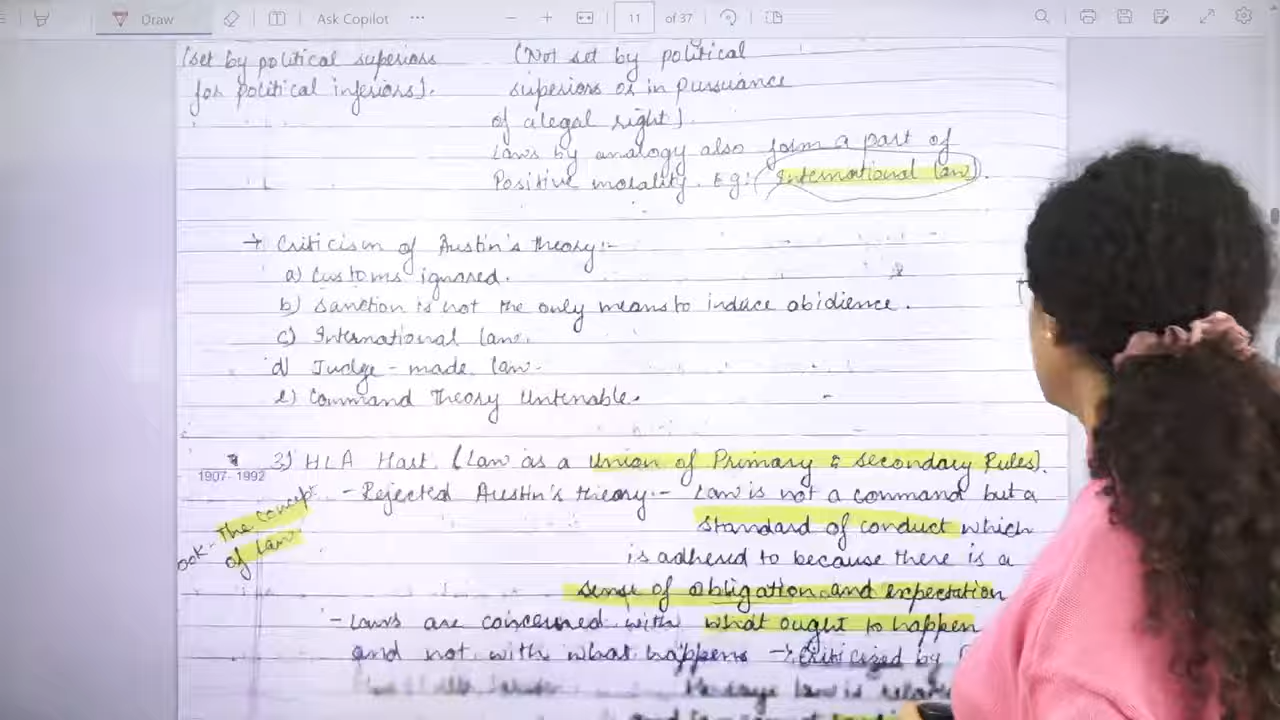 Draw
Ask Copilot
11 of 37
(set by political superiors
for political inferiors).
(Not set by political
superiors or in pursuance
of a legal right)
Laws by analogy also form a part of
Positive morality. Eg: (International law).
→ Criticism of Austin's theory:-
a) Customs ignored.
b) Sanction is not the only means to induce obidience.
c) International law.
d) Judge-made law.
e) Command Theory Untenable.
3) HLA Hart (Law as a Union of Primary & Secondary Rules).
1907-1992
- Rejected Austin's theory - Law is not a command but a
standard of conduct which
is adhered to because there is a
sense of obligation and expectation
ook - The concept
of Law
- Laws are concerned with what ought to happen
and not with what happens → Criticized by
law is